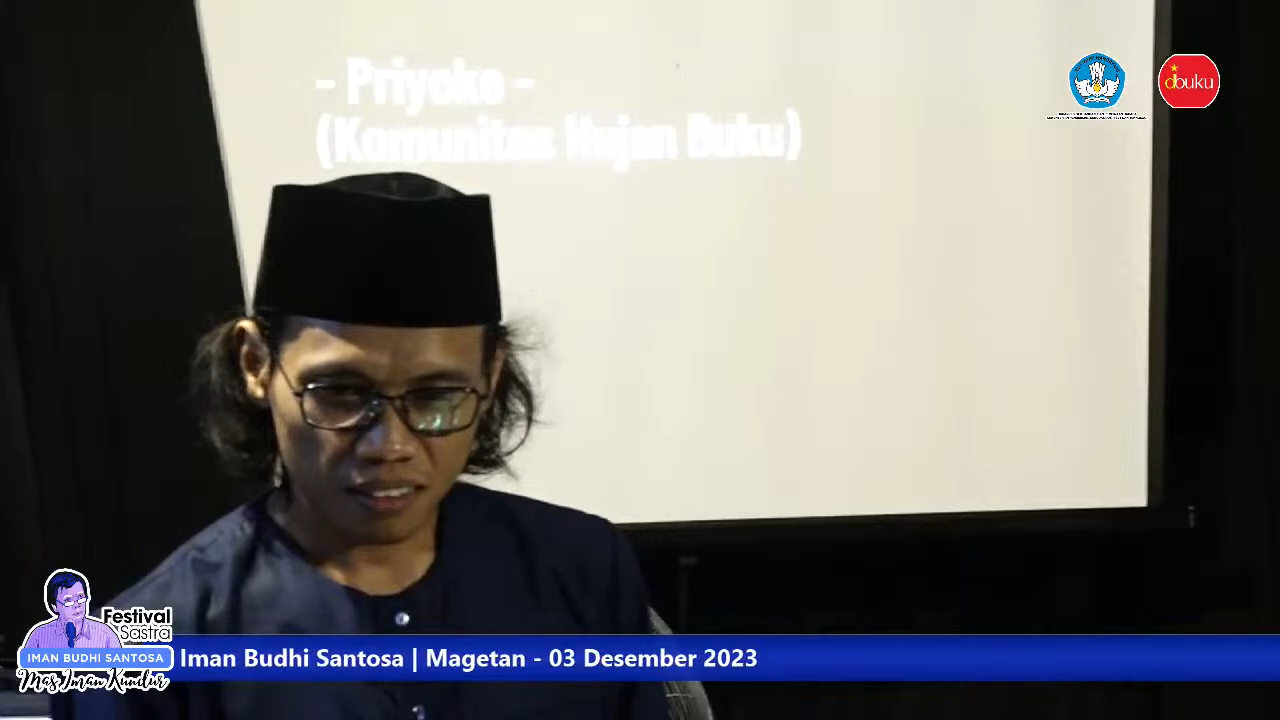 - Priyoko -
(Komunitas Hujan Buku)
dbuku
Festival
Sastra
IMAN BUDHI SANTOSA
Mas Iman Kundur
Iman Budhi Santosa | Magetan - 03 Desember 2023